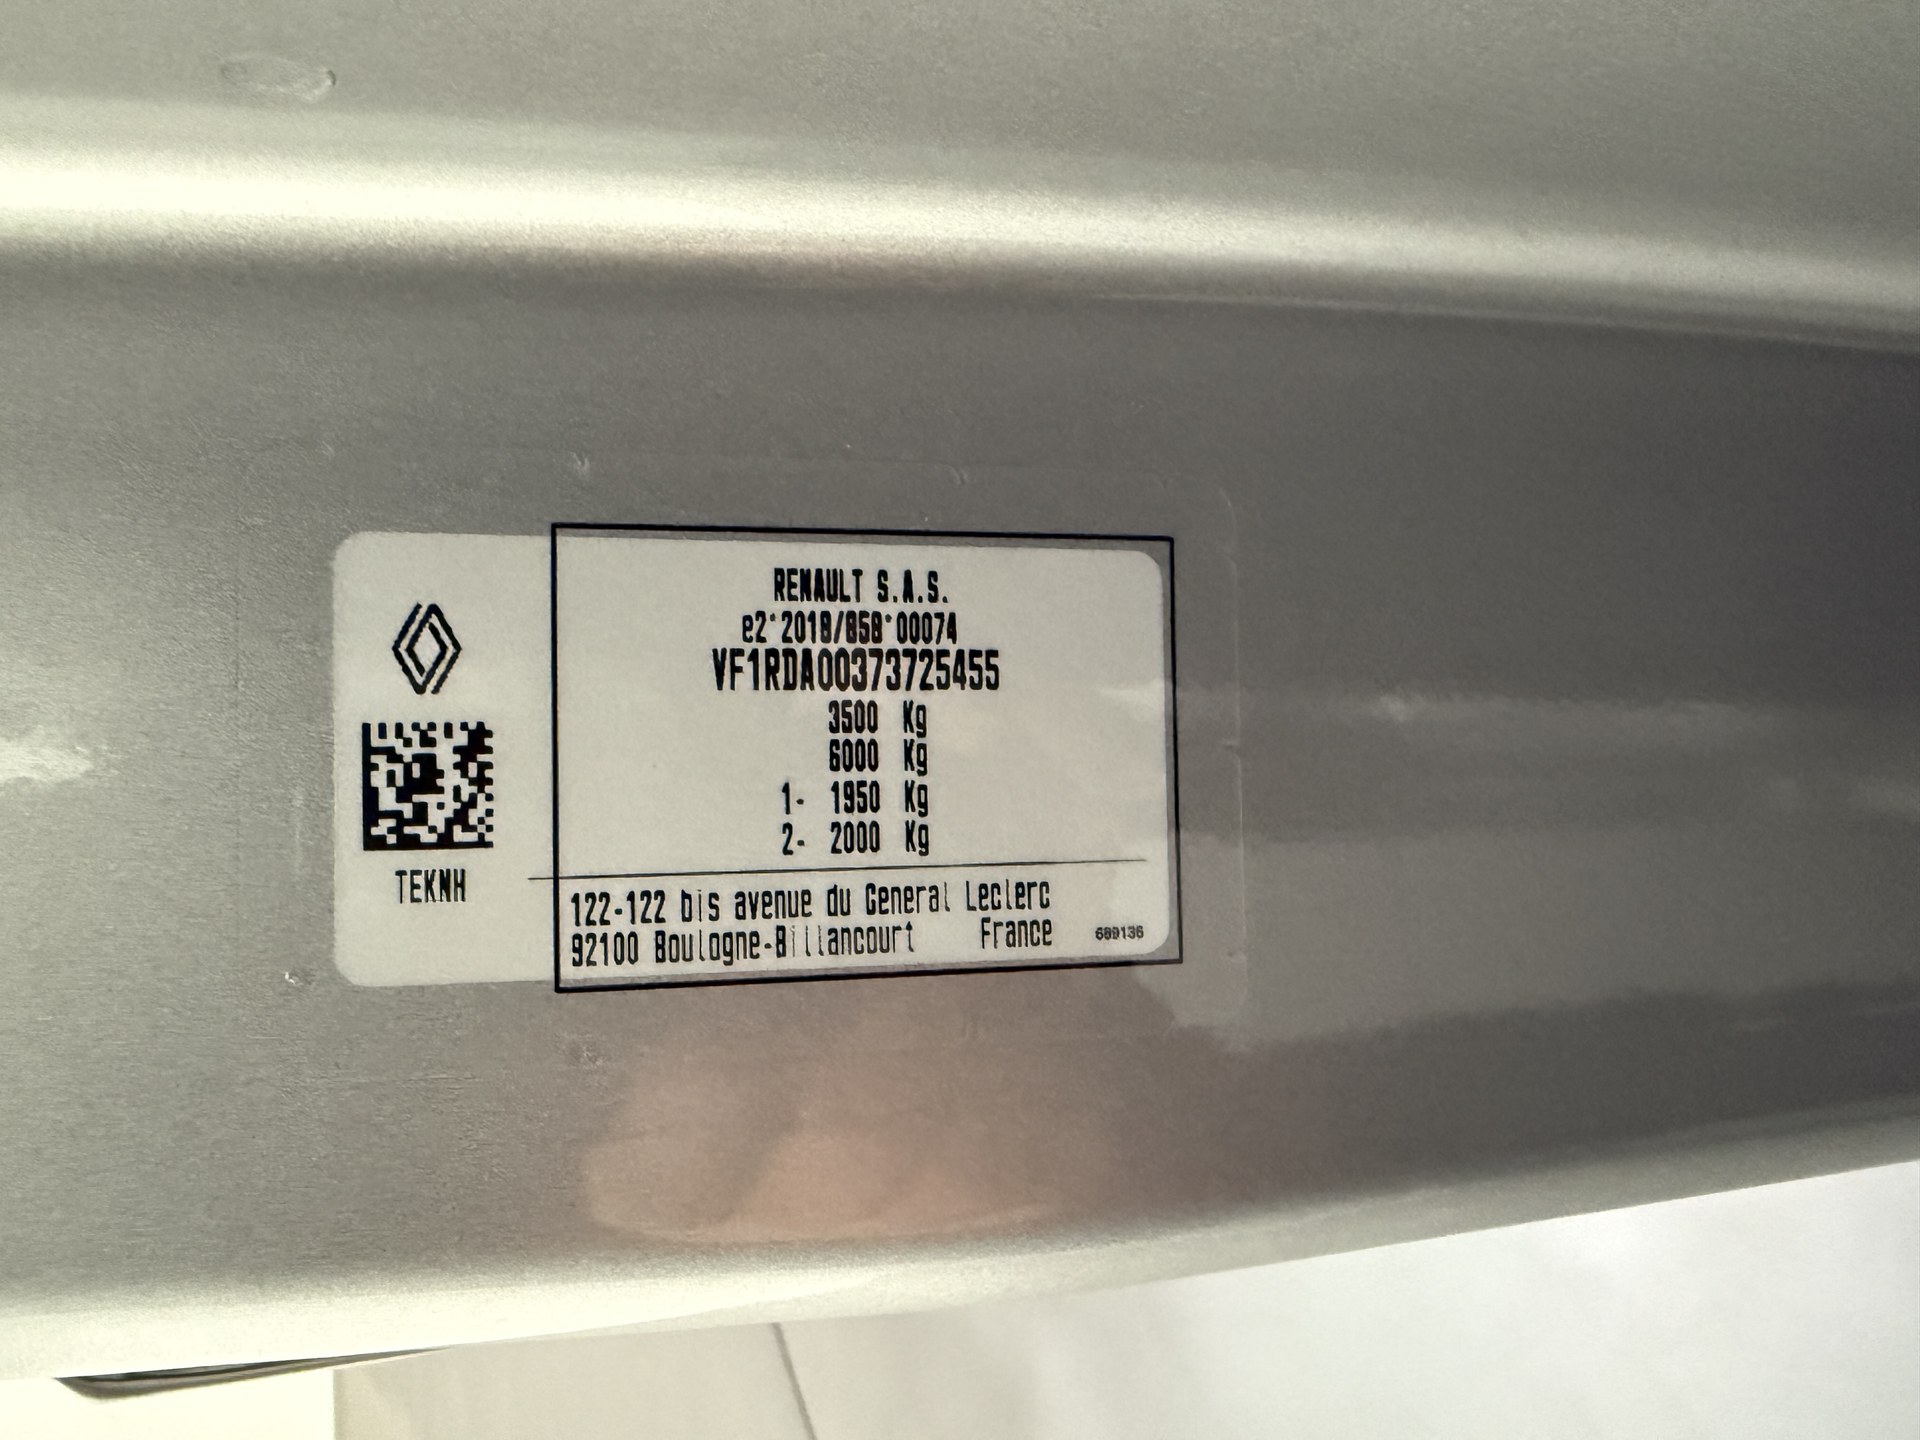 RENAULT S.A.S.
e2*2018/858*00074
VF1RDA00373725455
3500 Kg
6000 Kg
1- 1950 Kg
2- 2000 Kg
TEKNH
122-122 bis avenue du General Leclerc
92100 Boulogne-Billancourt France
689136